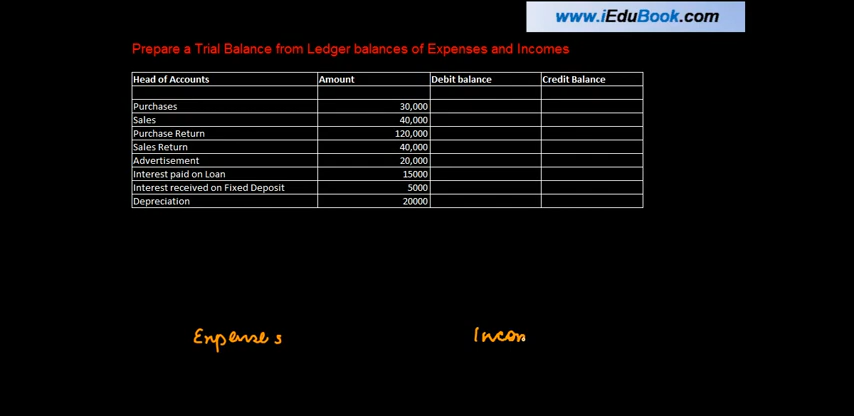 www.iEduBook.com
Prepare a Trial Balance from Ledger balances of Expenses and Incomes
Head of Accounts Amount Debit balance Credit Balance
Purchases 30,000
Sales 40,000
Purchase Return 120,000
Sales Return 40,000
Advertisement 20,000
Interest paid on Loan 15000
Interest received on Fixed Deposit 5000
Depreciation 20000
Expenses Incom